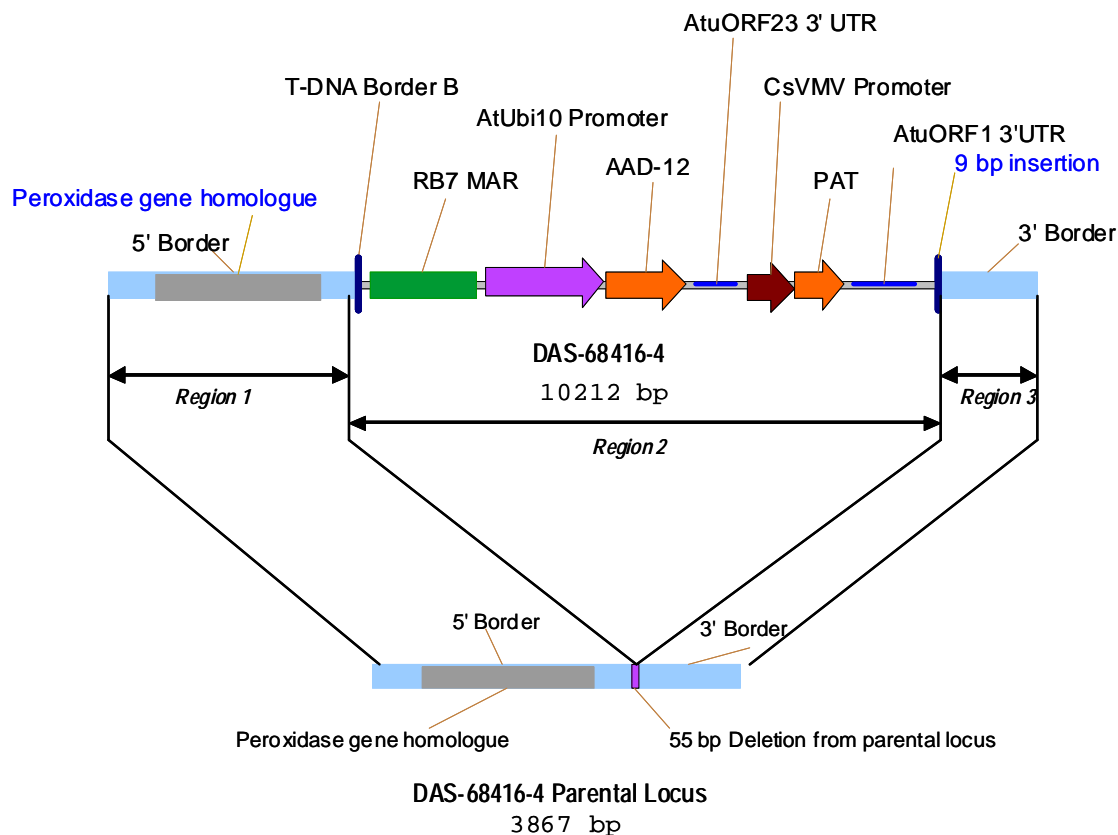 AtuORF23 3' UTR
T-DNA Border B
CsVMV Promoter
AtUbi10 Promoter
AtuORF1 3'UTR
9 bp insertion
Peroxidase gene homologue
RB7 MAR
AAD-12
PAT
5' Border
3' Border
DAS-68416-4
10212 bp
Region 1
Region 3
Region 2
5' Border
3' Border
Peroxidase gene homologue
55 bp Deletion from parental locus
DAS-68416-4 Parental Locus
3867 bp